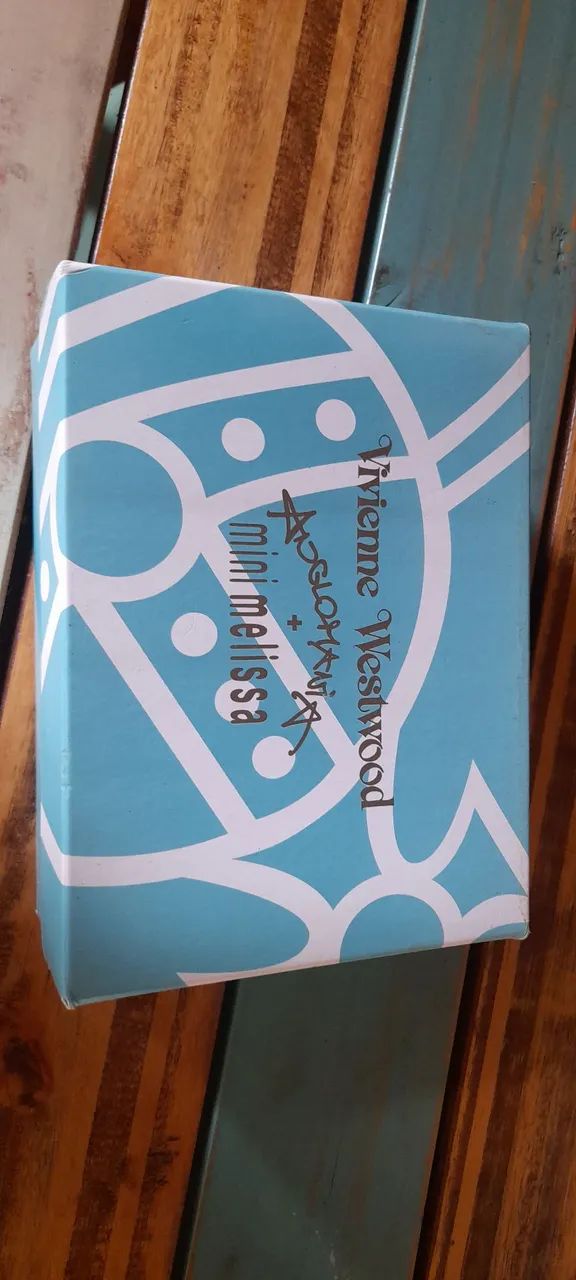 Vivienne Westwood
ANGLOMANIA
+
mini melissa